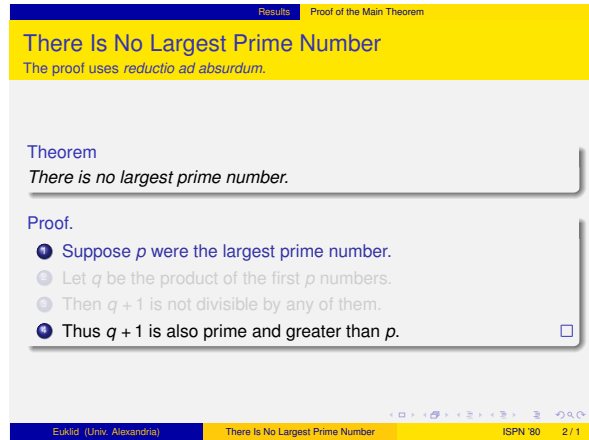 Results Proof of the Main Theorem
There Is No Largest Prime Number
The proof uses reductio ad absurdum.
Theorem
There is no largest prime number.
Proof.
1 Suppose p were the largest prime number.
2 Let q be the product of the first p numbers.
3 Then q + 1 is not divisible by any of them.
4 Thus q + 1 is also prime and greater than p. □
Euklid (Univ. Alexandria) There Is No Largest Prime Number ISPN '80 2 / 1